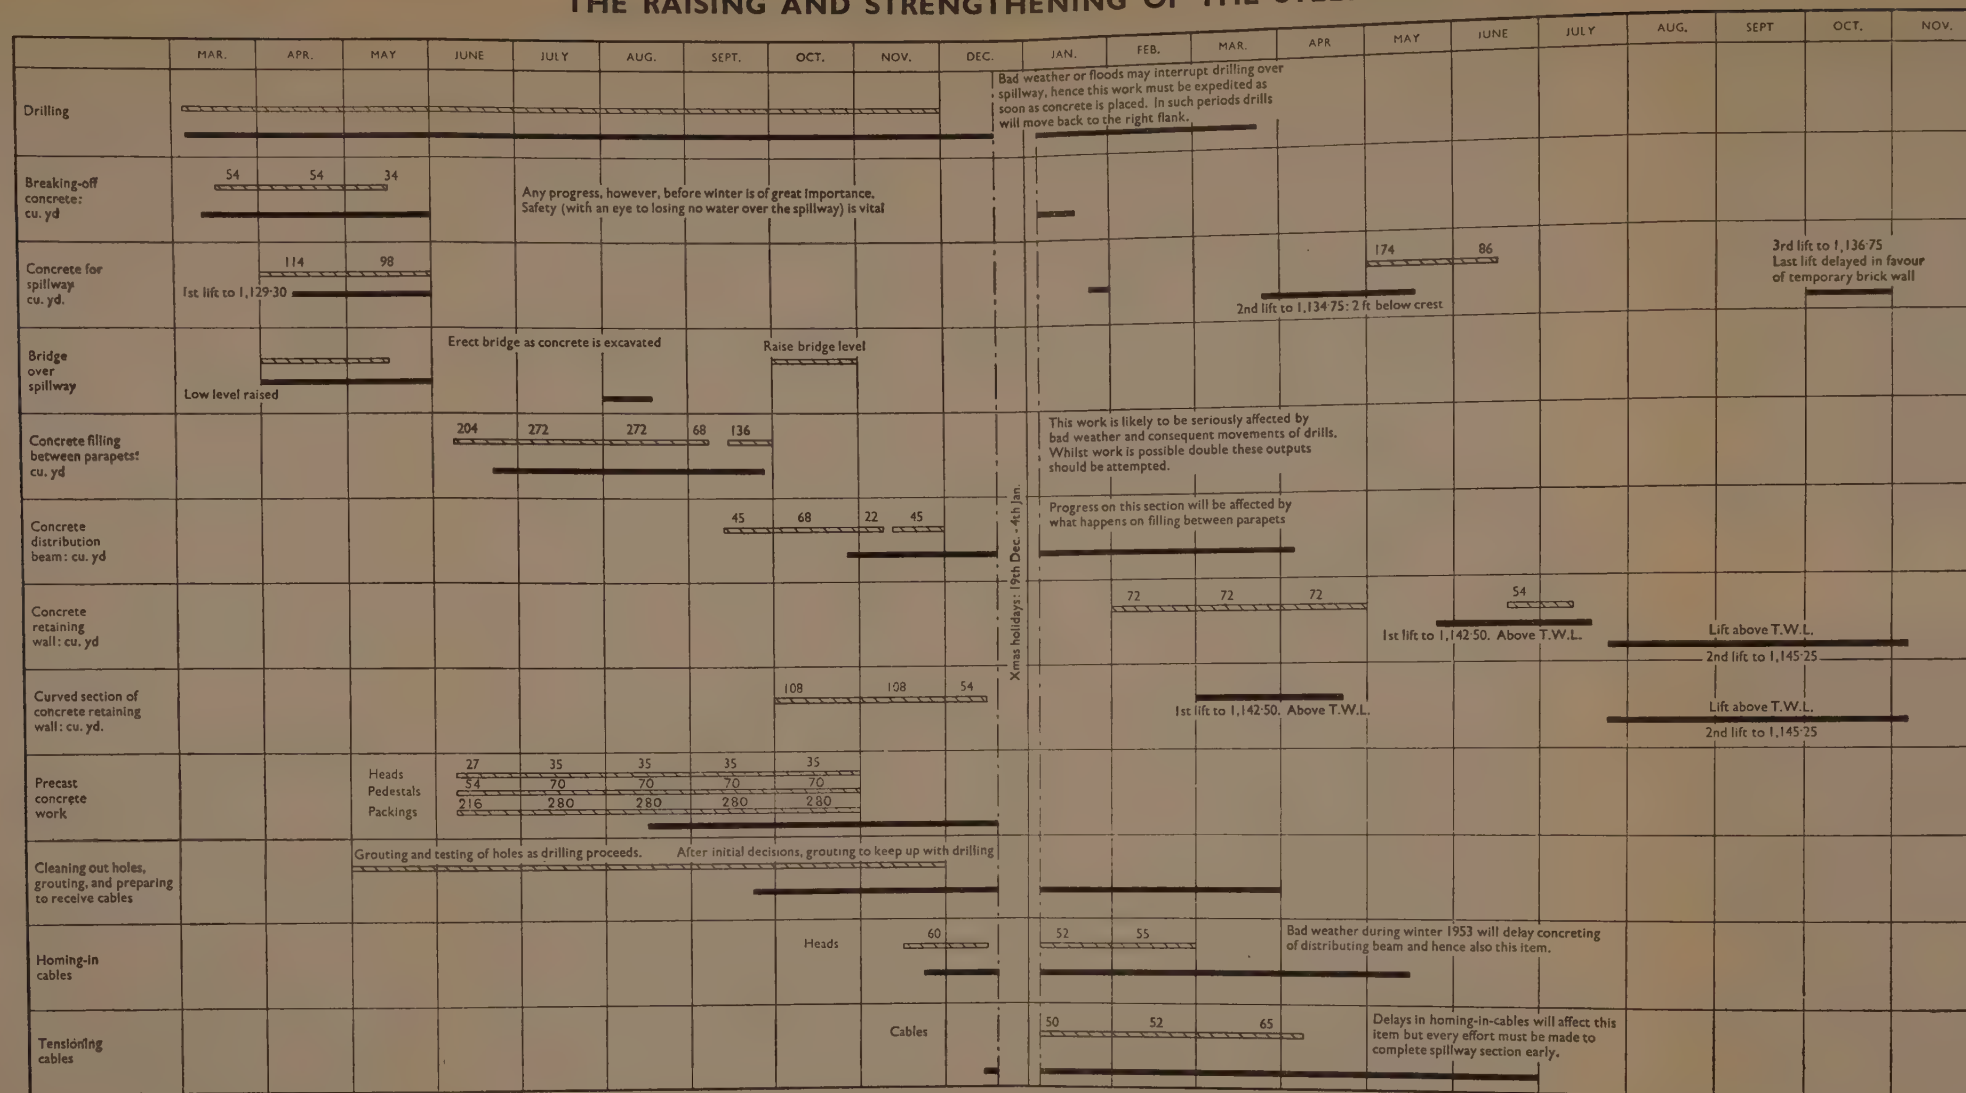 THE RAISING AND STRENGTHENING OF THE
MAR. APR. MAY JUNE JULY AUG. SEPT. OCT. NOV. DEC. JAN. FEB. MAR. APR MAY JUNE JULY AUG. SEPT OCT. NOV.
Drilling
Bad weather or floods may interrupt drilling over
spillway, hence this work must be expedited as
soon as concrete is placed. In such periods drills
will move back to the right flank.
Breaking-off
concrete:
cu. yd
54 54 34
Any progress, however, before winter is of great importance.
Safety (with an eye to losing no water over the spillway) is vital
Concrete for
spillway
cu. yd.
114 98
1st lift to 1,129·30
174 86
2nd lift to 1,134·75: 2 ft below crest
3rd lift to 1,136·75
Last lift delayed in favour
of temporary brick wall
Bridge
over
spillway
Low level raised
Erect bridge as concrete is excavated
Raise bridge level
Concrete filling
between parapets:
cu. yd
204 272 272 68 136
This work is likely to be seriously affected by
bad weather and consequent movements of drills.
Whilst work is possible double these outputs
should be attempted.
Concrete
distribution
beam: cu. yd
45 68 22 45
Xmas holidays: 19th Dec. - 4th Jan.
Progress on this section will be affected by
what happens on filling between parapets
Concrete
retaining
wall: cu. yd
72 72 72 54
1st lift to 1,142·50. Above T.W.L.
Lift above T.W.L.
2nd lift to 1,145·25
Curved section of
concrete retaining
wall: cu. yd.
108 108 54
1st lift to 1,142·50. Above T.W.L.
Lift above T.W.L.
2nd lift to 1,145·25
Precast
concrete
work
Heads 27 35 35 35 35
Pedestals 54 70 70 70 70
Packings 216 280 280 280 280
Cleaning out holes,
grouting, and preparing
to receive cables
Grouting and testing of holes as drilling proceeds. After initial decisions, grouting to keep up with drilling
Homing-in
cables
Heads 60 52 55
Bad weather during winter 1953 will delay concreting
of distributing beam and hence also this item.
Tensioning
cables
Cables 50 52 65
Delays in homing-in-cables will affect this
item but every effort must be made to
complete spillway section early.